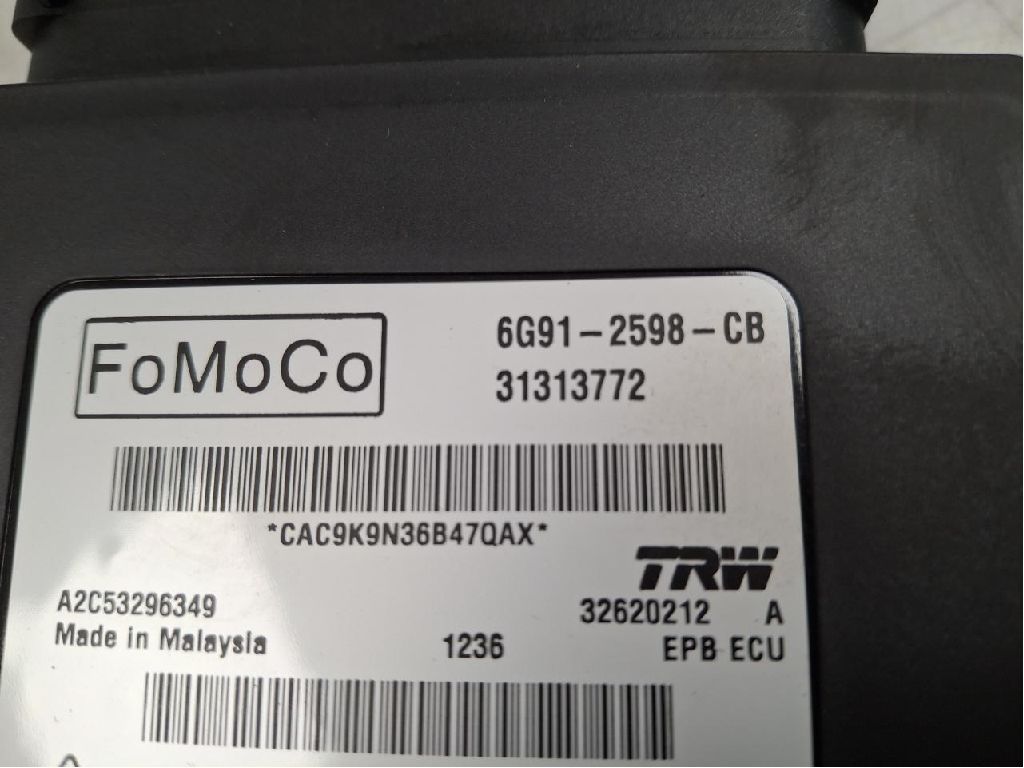 FoMoCo
6G91-2598-CB
31313772
*CAC9K9N36B47QAX*
TRW
A2C53296349
32620212 A
Made in Malaysia
1236
EPB ECU